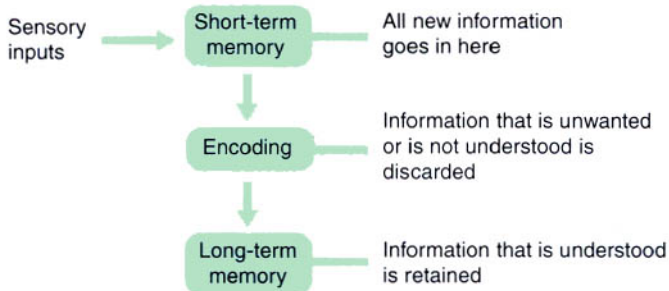 Sensory
inputs
Short-term
memory
All new information
goes in here
Encoding
Information that is unwanted
or is not understood is
discarded
Long-term
memory
Information that is understood
is retained